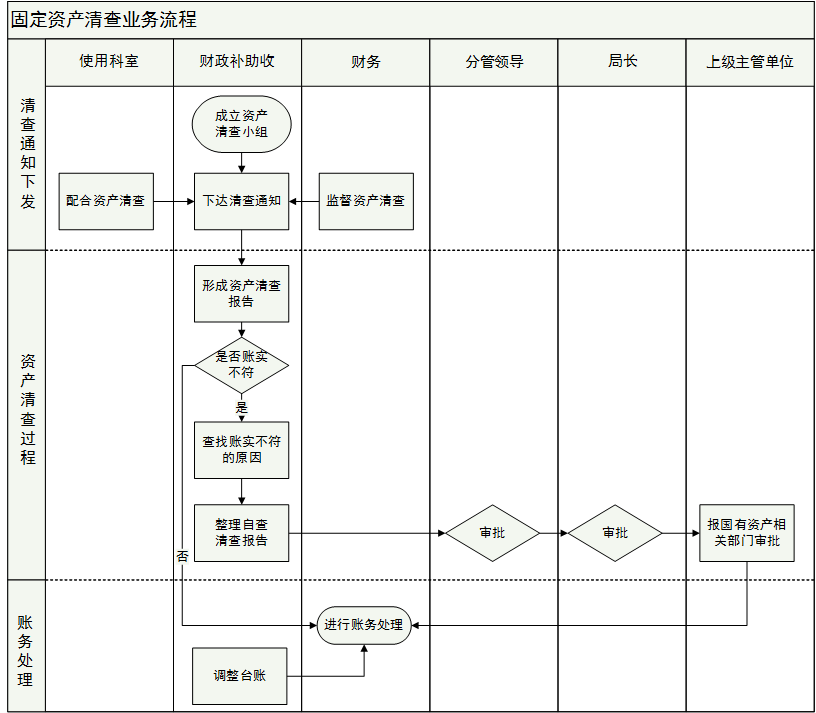 固定资产清查业务流程
使用科室
财政补助收
财务
分管领导
局长
上级主管单位
清查通知下发
成立资产
清查小组
配合资产清查
下达清查通知
监督资产清查
资产清查过程
形成资产清查
报告
是否账实
不符
是
查找账实不符
的原因
整理自查
清查报告
审批
审批
报国有资产相
关部门审批
否
账务处理
进行账务处理
调整台账